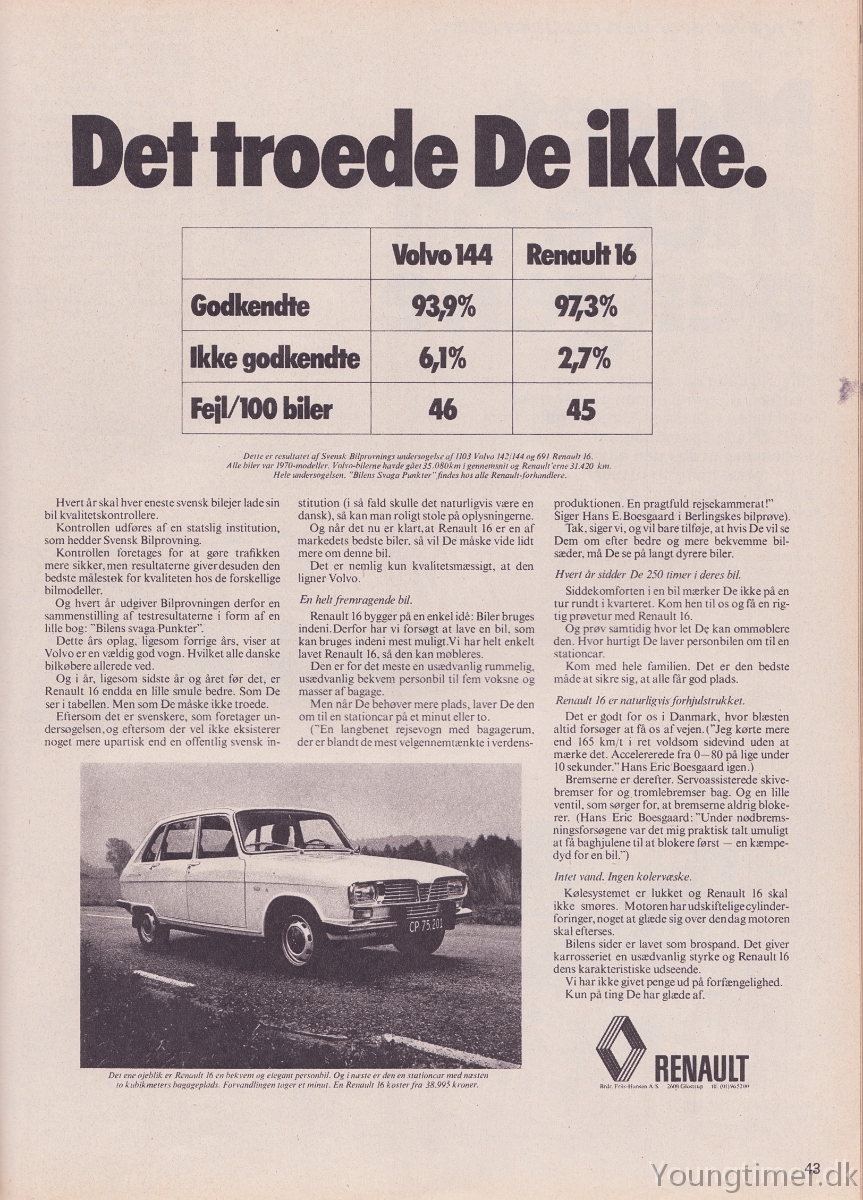 Det troede De ikke.
Volvo 144 Renault 16
Godkendte 93,9% 97,3%
Ikke godkendte 6,1% 2,7%
Fejl/100 biler 46 45
Dette er resultatet af Svensk Bilprøvnings undersøgelse af 1103 Volvo 142/144 og 691 Renault 16.
Alle biler var 1970-modeller. Volvo-bilerne havde gået 35.080 km i gennemsnit og Renault'erne 31.420 km.
Hele undersøgelsen, "Bilens Svaga Punkter" findes hos alle Renault-forhandlere.
Hvert år skal hver eneste svensk bilejer lade sin
bil kvalitetskontrollere.
Kontrollen udføres af en statslig institution,
som hedder Svensk Bilprovning.
Kontrollen foretages for at gøre trafikken
mere sikker, men resultaterne giver desuden den
bedste målestok for kvaliteten hos de forskellige
bilmodeller.
Og hvert år udgiver Bilprovningen derfor en
sammenstilling af testresultaterne i form af en
lille bog: "Bilens svaga Punkter".
Dette års oplag, ligesom forrige års, viser at
Volvo er en vældig god vogn. Hvilket alle danske
bilkøbere allerede ved.
Og i år, ligesom sidste år og året før det, er
Renault 16 endda en lille smule bedre. Som De
ser i tabellen. Men som De måske ikke troede.
Eftersom det er svenskere, som foretager un-
dersøgelsen, og eftersom der vel ikke eksisterer
noget mere upartisk end en offentlig svensk in-
stitution (i så fald skulle det naturligvis være en
dansk), så kan man roligt stole på oplysningerne.
Og når det nu er klart, at Renault 16 er en af
markedets bedste biler, så vil De måske vide lidt
mere om denne bil.
Det er nemlig kun kvalitetsmæssigt, at den
ligner Volvo.
En helt fremragende bil.
Renault 16 bygger på en enkel idé: Biler bruges
indeni. Derfor har vi forsøgt at lave en bil, som
kan bruges indeni mest muligt. Vi har helt enkelt
lavet Renault 16, så den kan møbleres.
Den er for det meste en usædvanlig rummelig,
usædvanlig bekvem personbil til fem voksne og
masser af bagage.
Men når De behøver mere plads, laver De den
om til en stationcar på et minut eller to.
("En langbenet rejsevogn med bagagerum,
der er blandt de mest velgennemtænkte i verdens-
produktionen. En pragtfuld rejsekammerat!"
Siger Hans E. Boesgaard i Berlingskes bilprøve).
Tak, siger vi, og vil bare tilføje, at hvis De vil se
Dem om efter bedre og mere bekvemme bil-
sæder, må De se på langt dyrere biler.
Hvert år sidder De 250 timer i deres bil.
Siddekomforten i en bil mærker De ikke på en
tur rundt i kvarteret. Kom hen til os og få en rig-
tig prøvetur med Renault 16.
Og prøv samtidig hvor let De kan ommøblere
den. Hvor hurtigt De laver personbilen om til en
stationcar.
Kom med hele familien. Det er den bedste
måde at sikre sig, at alle får god plads.
Renault 16 er naturligvis forhjulstrukket.
Det er godt for os i Danmark, hvor blæsten
altid forsøger at få os af vejen. ("Jeg kørte mere
end 165 km/t i ret voldsom sidevind uden at
mærke det. Accelererede fra 0—80 på lige under
10 sekunder." Hans Eric Boesgaard igen.)
Bremserne er derefter. Servoassisterede skive-
bremser for og tromlebremser bag. Og en lille
ventil, som sørger for, at bremserne aldrig bloke-
rer. (Hans Eric Boesgaard: "Under nødbrems-
ningsforsøgene var det mig praktisk talt umuligt
at få baghjulene til at blokere først — en kæmpe-
dyd for en bil.")
Intet vand. Ingen kølervæske.
Kølesystemet er lukket og Renault 16 skal
ikke smøres. Motoren har udskiftelige cylinder-
foringer, noget at glæde sig over den dag motoren
skal efterses.
Bilens sider er lavet som brospand. Det giver
karrosseriet en usædvanlig styrke og Renault 16
dens karakteristiske udseende.
Vi har ikke givet penge ud på forfængelighed.
Kun på ting De har glæde af.
CP 75.201
Det ene øjeblik er Renault 16 en bekvem og elegant personbil. Og i næste er den en stationcar med næsten
to kubikmeters bagageplads. Forvandlingen tager et minut. En Renault 16 koster fra 38.995 kroner.
RENAULT
Brdr. Friis-Hansen A/S 2600 Glostrup tlf. (01) 965200
43
Youngtimer.dk